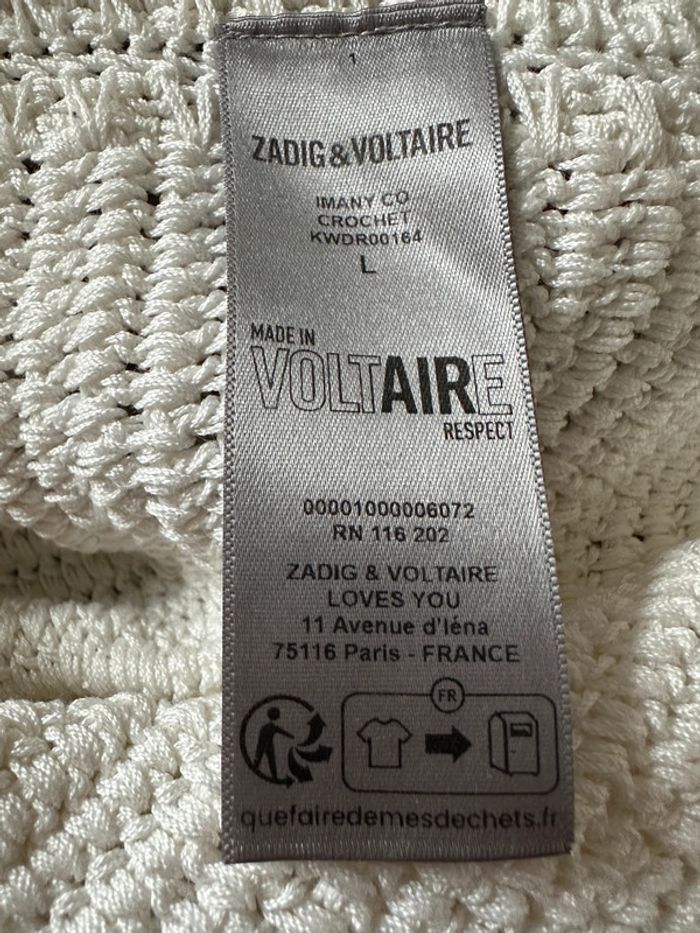 1
ZADIG&VOLTAIRE
IMANY CO
CROCHET
KWDR00164
L
MADE IN
VOLTAIRE
RESPECT
00001000006072
RN 116 202
ZADIG & VOLTAIRE
LOVES YOU
11 Avenue d'Iéna
75116 Paris - FRANCE
FR
quefairedemesdechets.fr